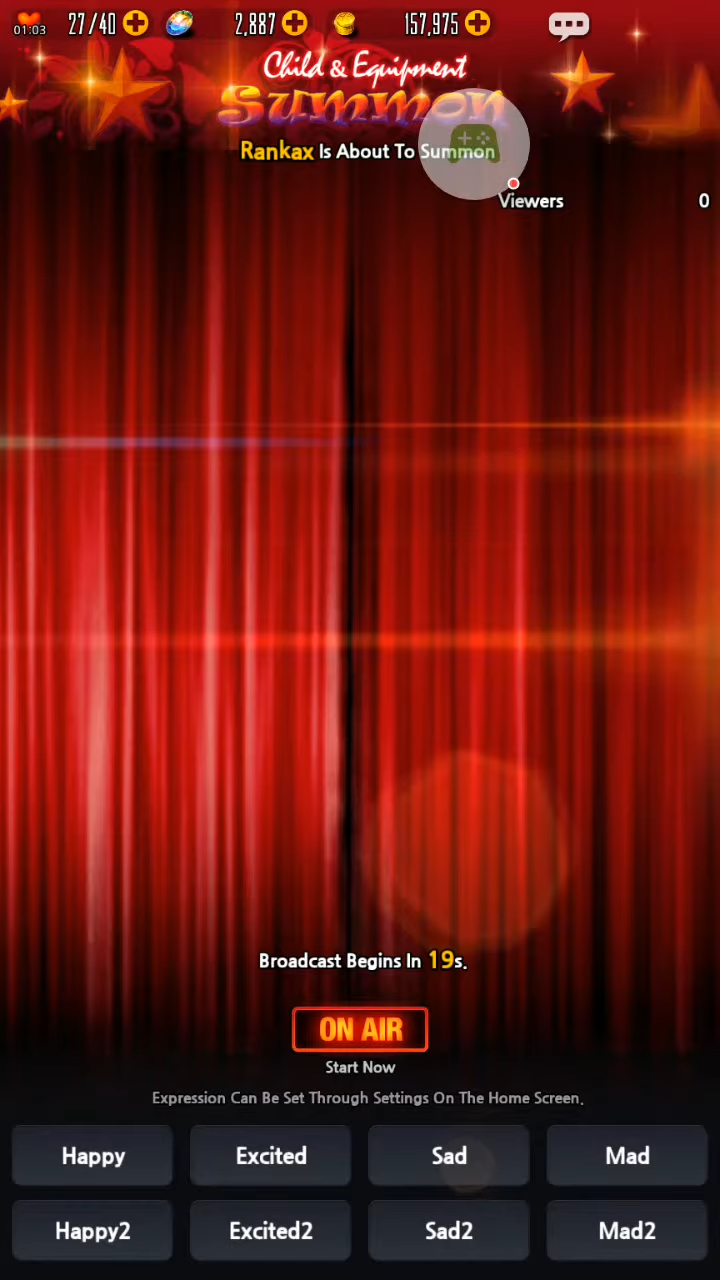 01:03 27/40 2,887 157,975
Child & Equipment
Summon
Rankax Is About To Summon
Viewers 0
Broadcast Begins In 19s.
ON AIR
Start Now
Expression Can Be Set Through Settings On The Home Screen.
Happy Excited Sad Mad
Happy2 Excited2 Sad2 Mad2